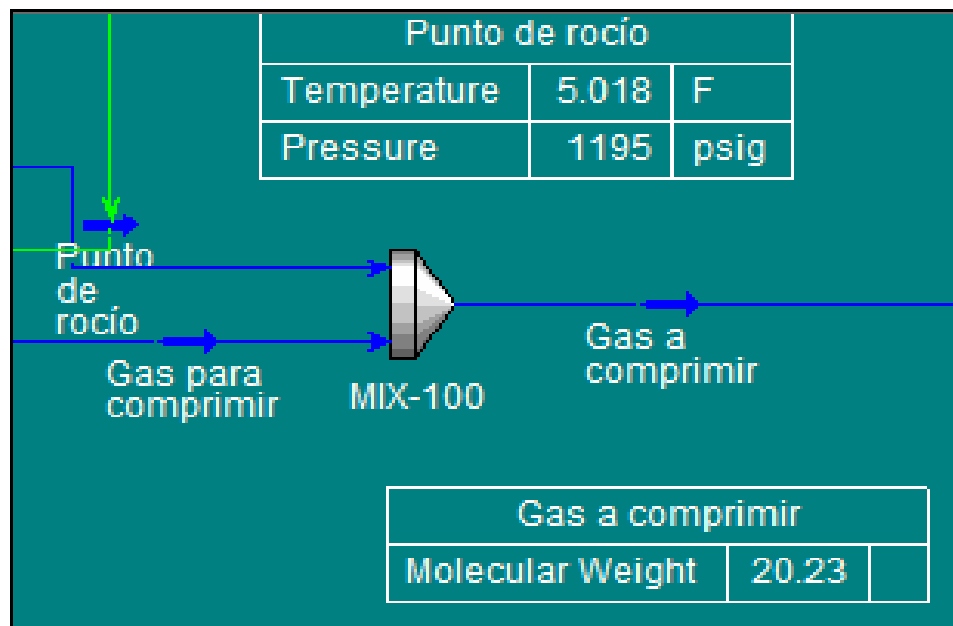 Punto de rocío
Temperature 5.018 F
Pressure 1195 psig
Punto
de
rocío
Gas para
comprimir
MIX-100
Gas a
comprimir
Gas a comprimir
Molecular Weight 20.23